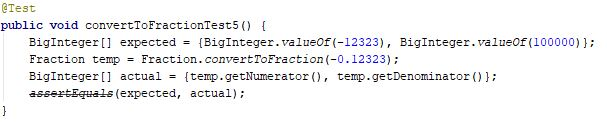 @Test
public void convertToFractionTest5() {
BigInteger[] expected = {BigInteger.valueOf(-12323), BigInteger.valueOf(100000)};
Fraction temp = Fraction.convertToFraction(-0.12323);
BigInteger[] actual = {temp.getNumerator(), temp.getDenominator()};
assertEquals(expected, actual);
}